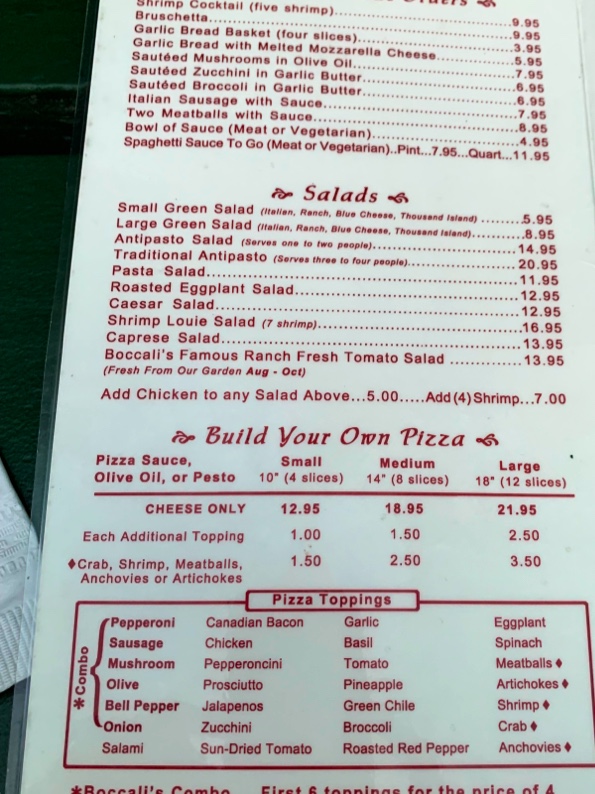 Shrimp Cocktail (five shrimp)..............................9.95
Bruschetta..............................9.95
Garlic Bread Basket (four slices)..............................3.95
Garlic Bread with Melted Mozzarella Cheese..............................5.95
Sautéed Mushrooms in Olive Oil..............................7.95
Sautéed Zucchini in Garlic Butter..............................6.95
Sautéed Broccoli in Garlic Butter..............................6.95
Italian Sausage with Sauce..............................7.95
Two Meatballs with Sauce..............................8.95
Bowl of Sauce (Meat or Vegetarian)..............................4.95
Spaghetti Sauce To Go (Meat or Vegetarian)..Pint...7.95...Quart...11.95
Salads
Small Green Salad (Italian, Ranch, Blue Cheese, Thousand Island) ........5.95
Large Green Salad (Italian, Ranch, Blue Cheese, Thousand Island)..........8.95
Antipasto Salad (Serves one to two people)..............................14.95
Traditional Antipasto (Serves three to four people)..............................20.95
Pasta Salad..............................11.95
Roasted Eggplant Salad..............................12.95
Caesar Salad..............................12.95
Shrimp Louie Salad (7 shrimp)..............................16.95
Caprese Salad..............................13.95
Boccali's Famous Ranch Fresh Tomato Salad ..............13.95
(Fresh From Our Garden Aug - Oct)
Add Chicken to any Salad Above...5.00.....Add (4) Shrimp...7.00
Build Your Own Pizza
Pizza Sauce, Small Medium Large
Olive Oil, or Pesto 10" (4 slices) 14" (8 slices) 18" (12 slices)
CHEESE ONLY 12.95 18.95 21.95
Each Additional Topping 1.00 1.50 2.50
♦Crab, Shrimp, Meatballs, 1.50 2.50 3.50
Anchovies or Artichokes
Pizza Toppings
*Combo
Pepperoni Canadian Bacon Garlic Eggplant
Sausage Chicken Basil Spinach
Mushroom Pepperoncini Tomato Meatballs ♦
Olive Prosciutto Pineapple Artichokes ♦
Bell Pepper Jalapenos Green Chile Shrimp ♦
Onion Zucchini Broccoli Crab ♦
Salami Sun-Dried Tomato Roasted Red Pepper Anchovies ♦
*Boccali's Combo First 6 toppings for the price of 4